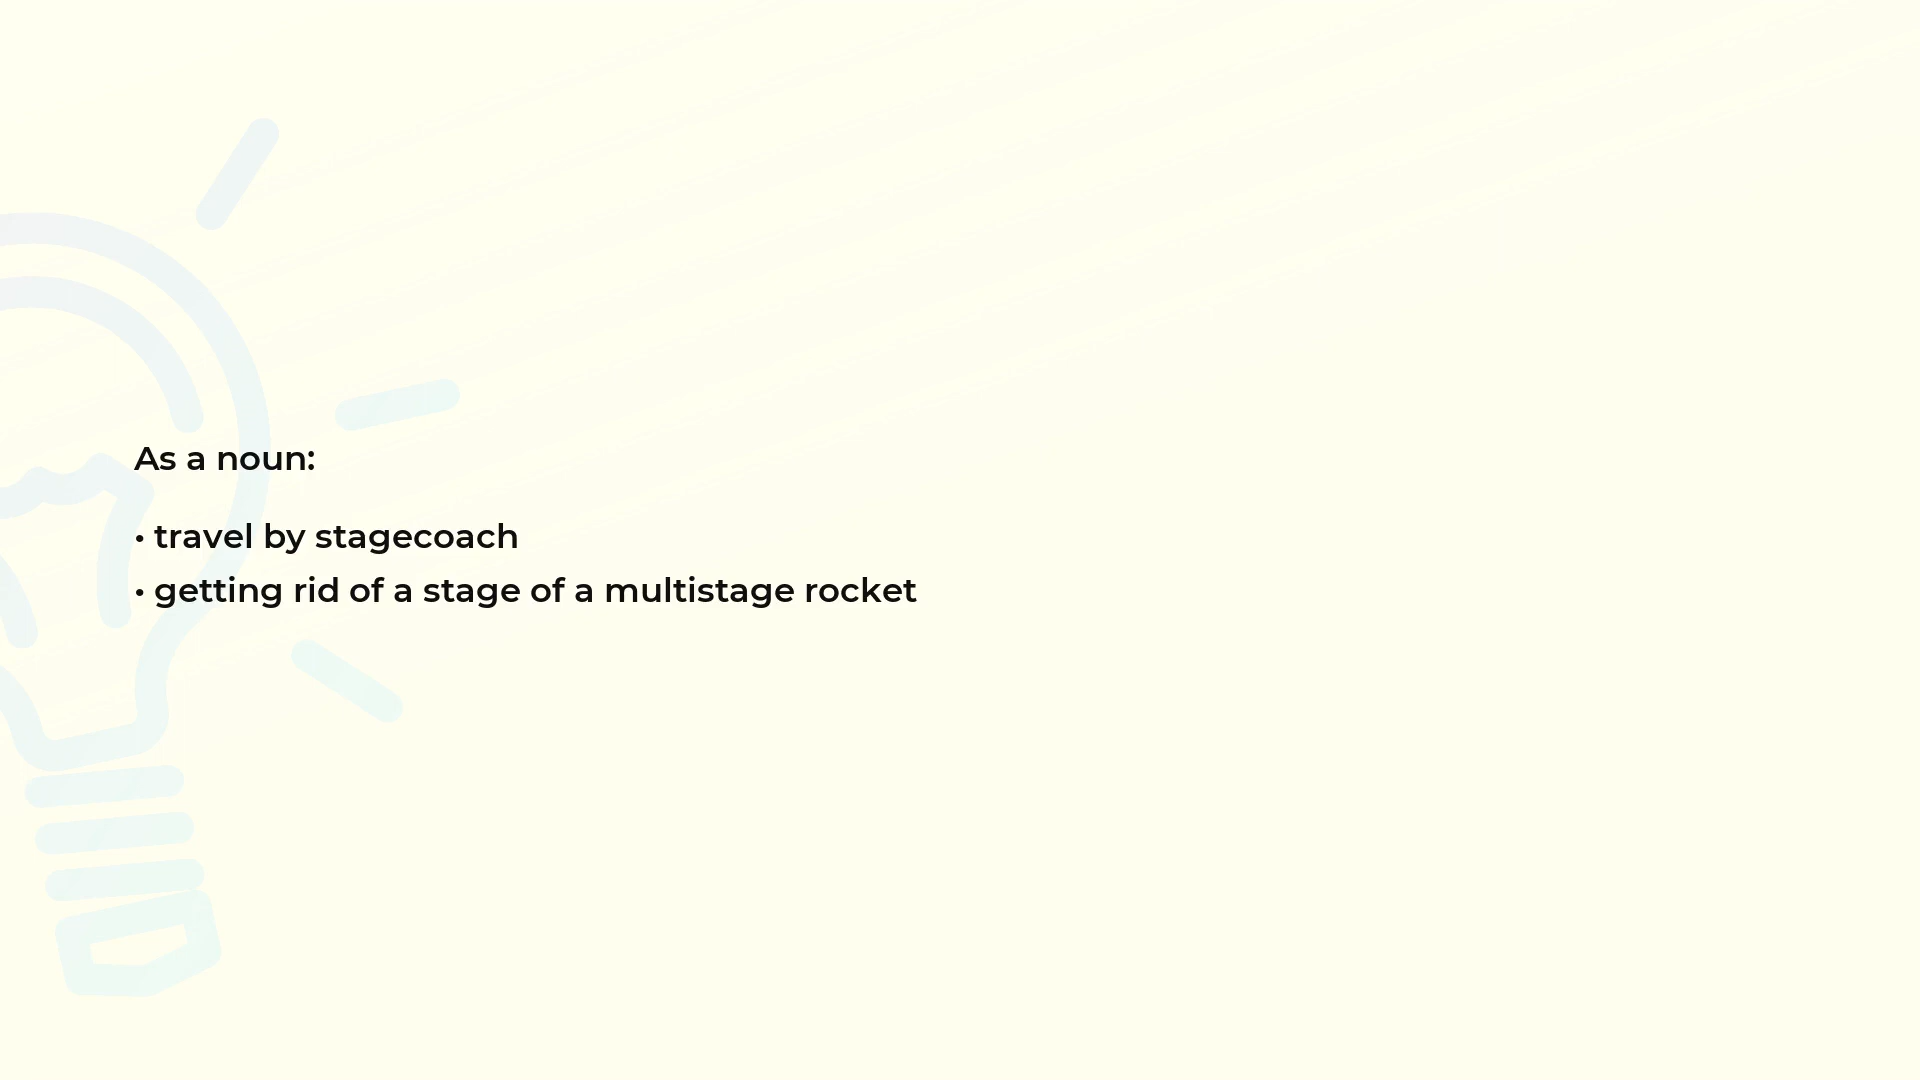 As a noun:
• travel by stagecoach
• getting rid of a stage of a multistage rocket